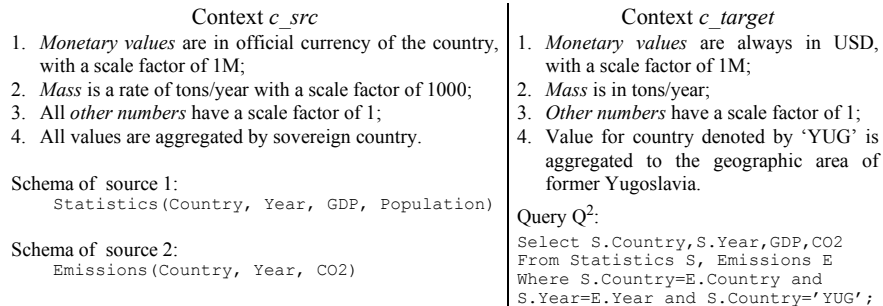 Context c_src
1. Monetary values are in official currency of the country,
with a scale factor of 1M;
2. Mass is a rate of tons/year with a scale factor of 1000;
3. All other numbers have a scale factor of 1;
4. All values are aggregated by sovereign country.
Schema of source 1:
Statistics(Country, Year, GDP, Population)
Schema of source 2:
Emissions(Country, Year, CO2)
Context c_target
1. Monetary values are always in USD,
with a scale factor of 1M;
2. Mass is in tons/year;
3. Other numbers have a scale factor of 1;
4. Value for country denoted by ‘YUG’ is
aggregated to the geographic area of
former Yugoslavia.
Query Q²:
Select S.Country,S.Year,GDP,CO2
From Statistics S, Emissions E
Where S.Country=E.Country and
S.Year=E.Year and S.Country=’YUG’;